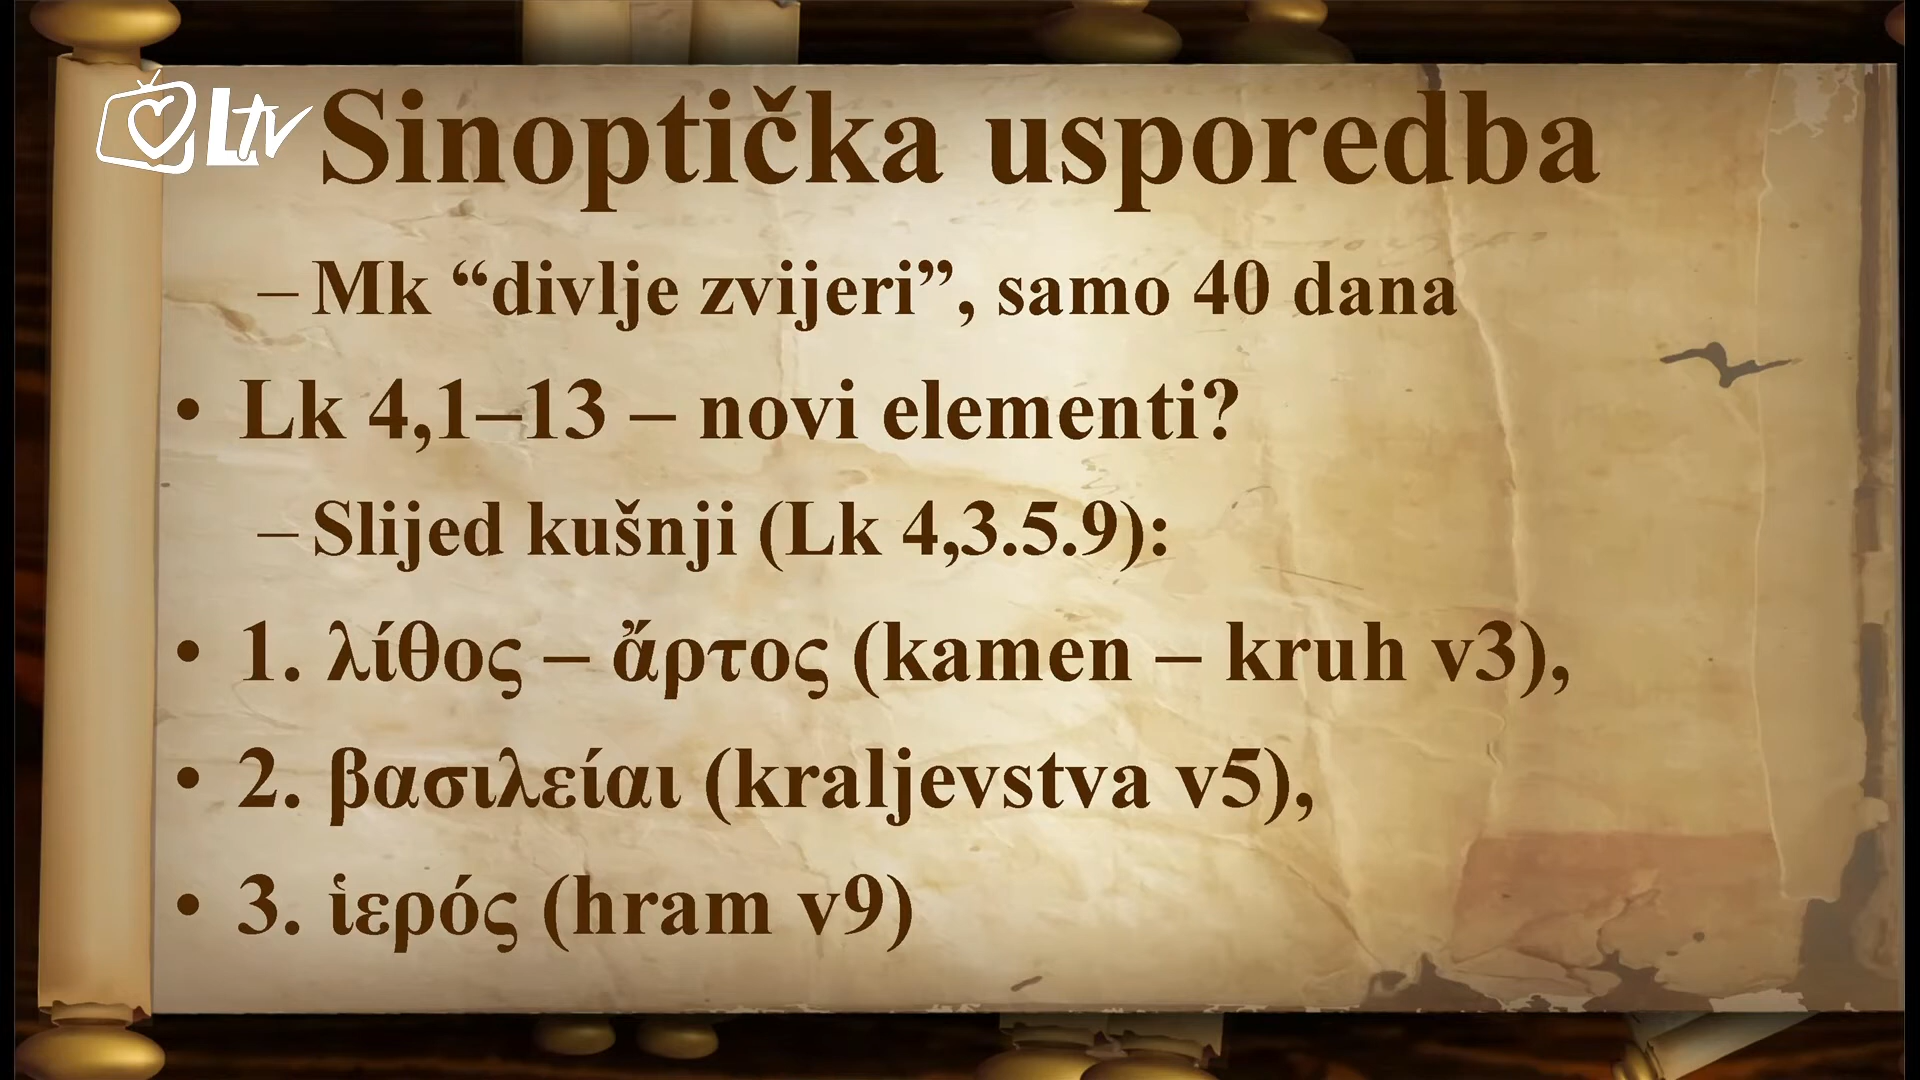 LTV
Sinoptička usporedba
– Mk “divlje zvijeri”, samo 40 dana
• Lk 4,1–13 – novi elementi?
– Slijed kušnji (Lk 4,3.5.9):
• 1. λίθος – ἄρτος (kamen – kruh v3),
• 2. βασιλείαι (kraljevstva v5),
• 3. ἱερός (hram v9)